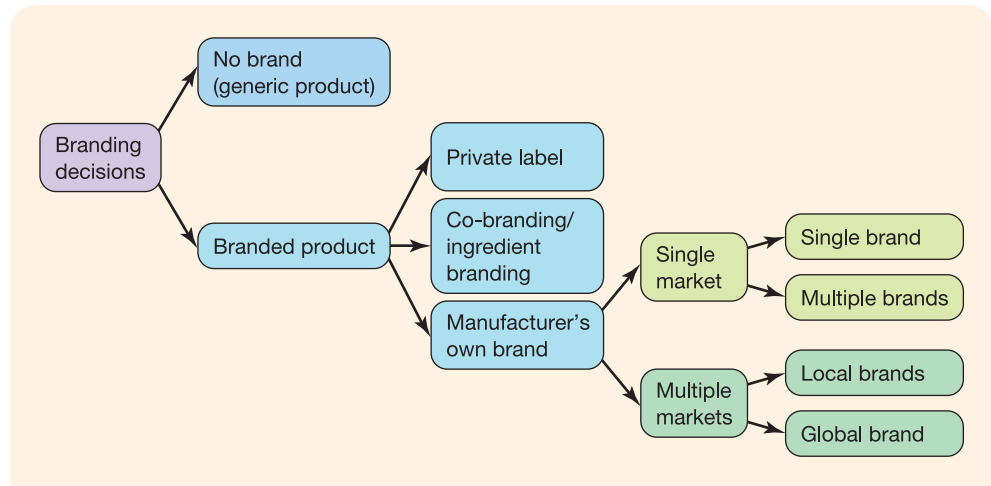 No brand
(generic product)
Branding
decisions
Branded product
Private label
Co-branding/
ingredient
branding
Manufacturer’s
own brand
Single
market
Single brand
Multiple brands
Multiple
markets
Local brands
Global brand